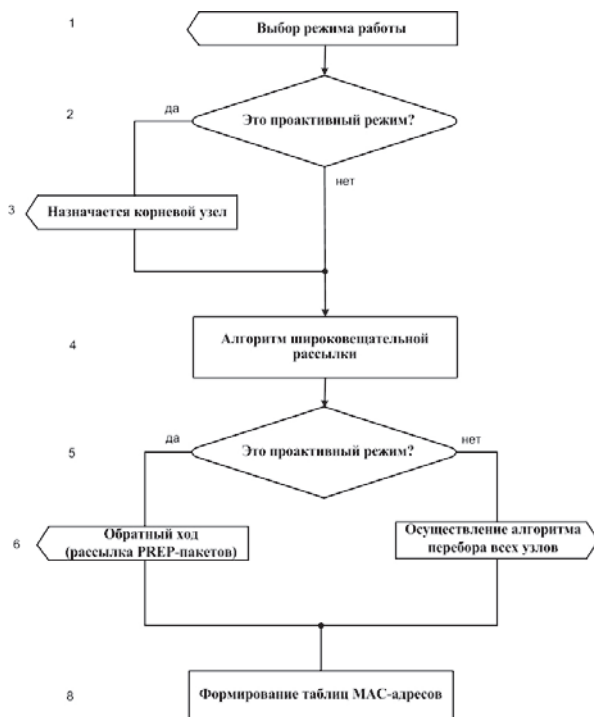 1
Выбор режима работы
2
да
Это проактивный режим?
нет
3
Назначается корневой узел
4
Алгоритм широковещательной
рассылки
да
нет
5
Это проактивный режим?
6
Обратный ход
(рассылка PREP-пакетов)
Осуществление алгоритма
перебора всех узлов
8
Формирование таблиц MAC-адресов